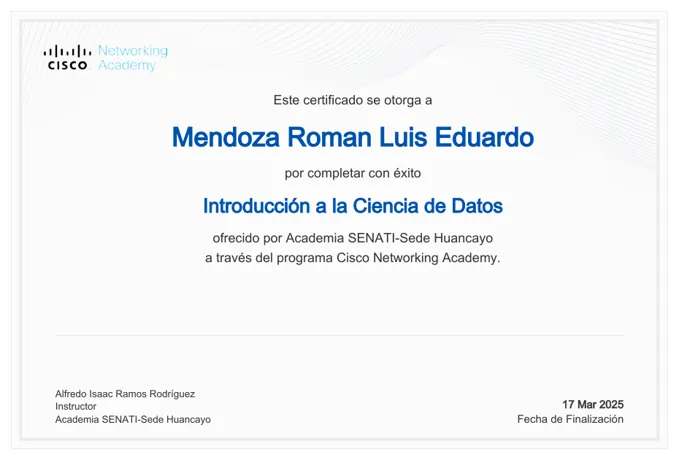 Networking
CISCO Academy
Este certificado se otorga a
Mendoza Roman Luis Eduardo
por completar con éxito
Introducción a la Ciencia de Datos
ofrecido por Academia SENATI-Sede Huancayo
a través del programa Cisco Networking Academy.
Alfredo Isaac Ramos Rodríguez
Instructor
Academia SENATI-Sede Huancayo
17 Mar 2025
Fecha de Finalización